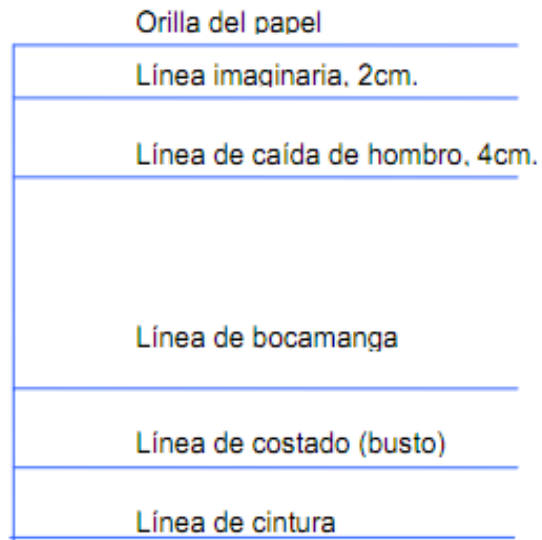 Orilla del papel
Línea imaginaria, 2cm.
Línea de caída de hombro, 4cm.
Línea de bocamanga
Línea de costado (busto)
Línea de cintura